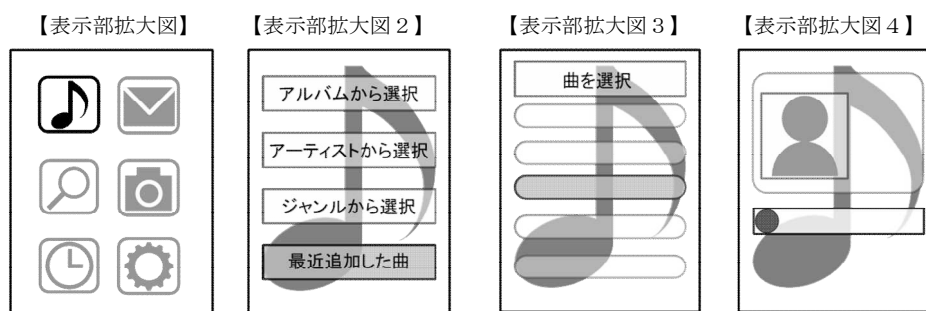 【表示部拡大図】
【表示部拡大図２】
【表示部拡大図３】
【表示部拡大図４】
アルバムから選択
アーティストから選択
ジャンルから選択
最近追加した曲
曲を選択